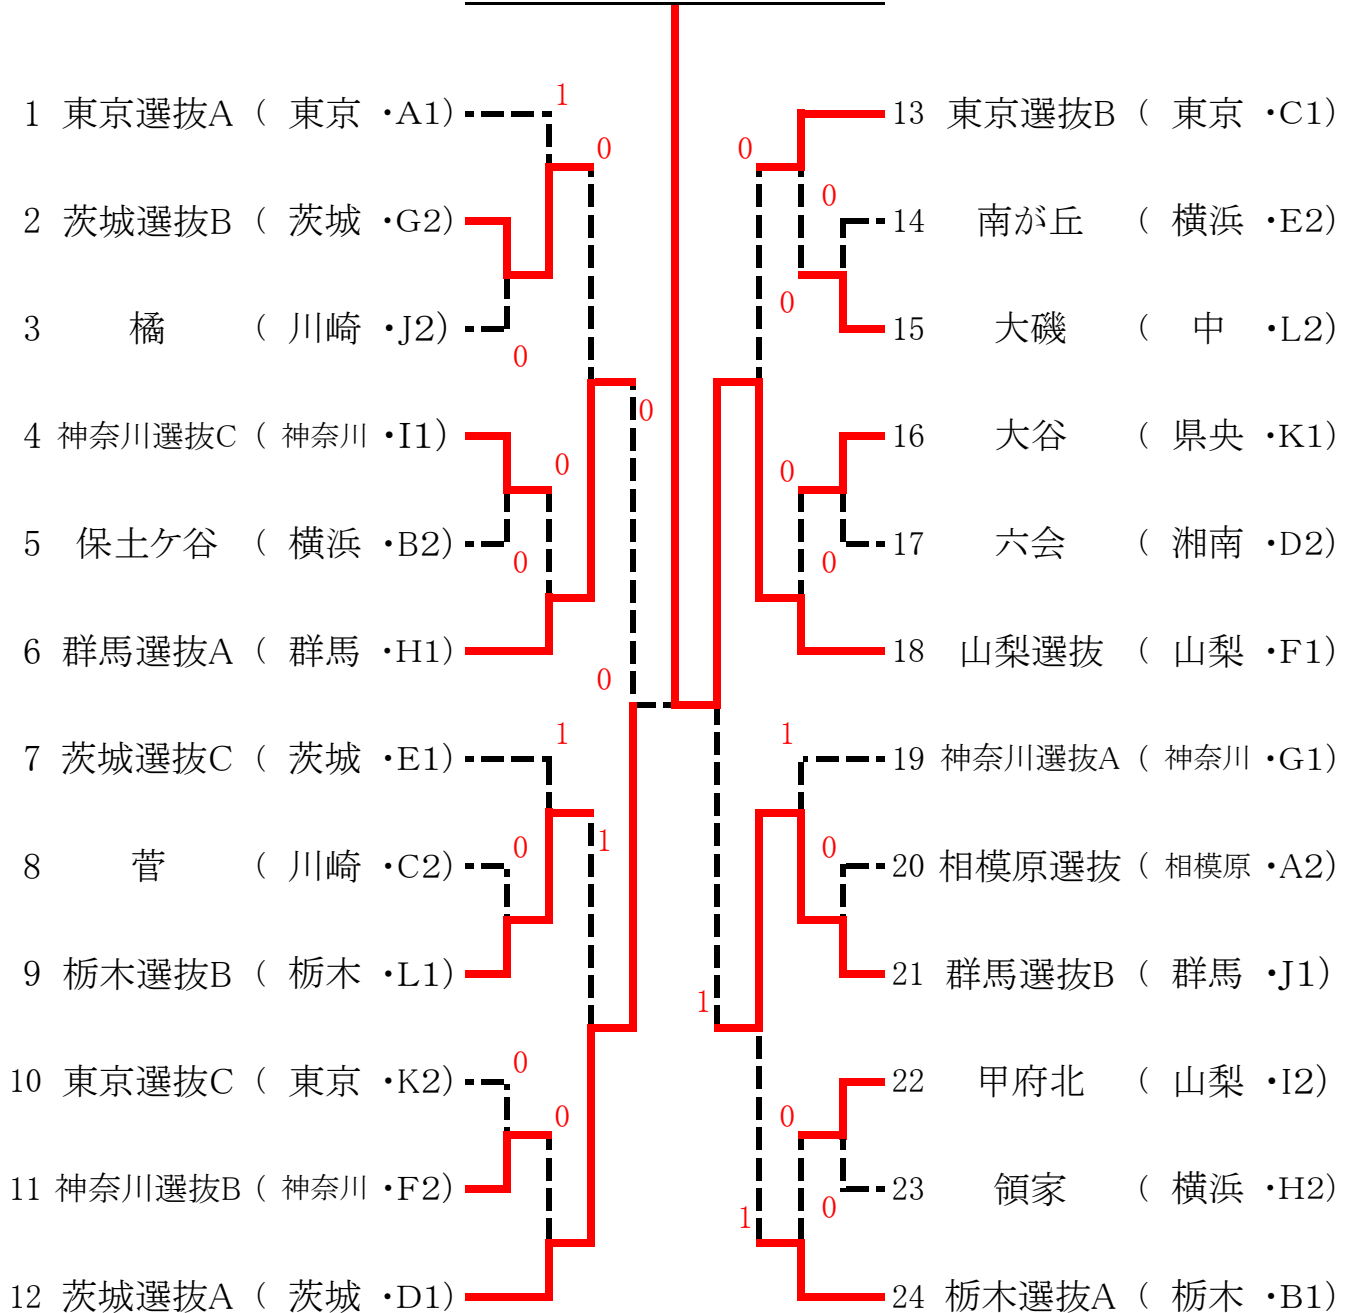 1 東京選抜A ( 東京 ・A1)
2 茨城選抜B ( 茨城 ・G2)
3 橘 ( 川崎 ・J2)
4 神奈川選抜C ( 神奈川 ・I1)
5 保土ケ谷 ( 横浜 ・B2)
6 群馬選抜A ( 群馬 ・H1)
7 茨城選抜C ( 茨城 ・E1)
8 菅 ( 川崎 ・C2)
9 栃木選抜B ( 栃木 ・L1)
10 東京選抜C ( 東京 ・K2)
11 神奈川選抜B ( 神奈川 ・F2)
12 茨城選抜A ( 茨城 ・D1)
1
0
0
0
0
0
0
1
0
1
0
0
0
0
0
0
0
1
0
1
0
1
0
13 東京選抜B ( 東京 ・C1)
14 南が丘 ( 横浜 ・E2)
15 大磯 ( 中 ・L2)
16 大谷 ( 県央 ・K1)
17 六会 ( 湘南 ・D2)
18 山梨選抜 ( 山梨 ・F1)
19 神奈川選抜A ( 神奈川 ・G1)
20 相模原選抜 ( 相模原 ・A2)
21 群馬選抜B ( 群馬 ・J1)
22 甲府北 ( 山梨 ・I2)
23 領家 ( 横浜 ・H2)
24 栃木選抜A ( 栃木 ・B1)